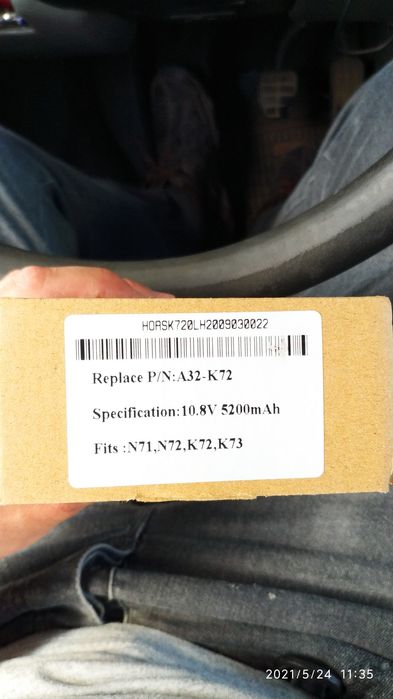 HOASK720LH2009030022
Replace P/N:A32-K72
Specification:10.8V 5200mAh
Fits :N71,N72,K72,K73
2021/5/24 11:35